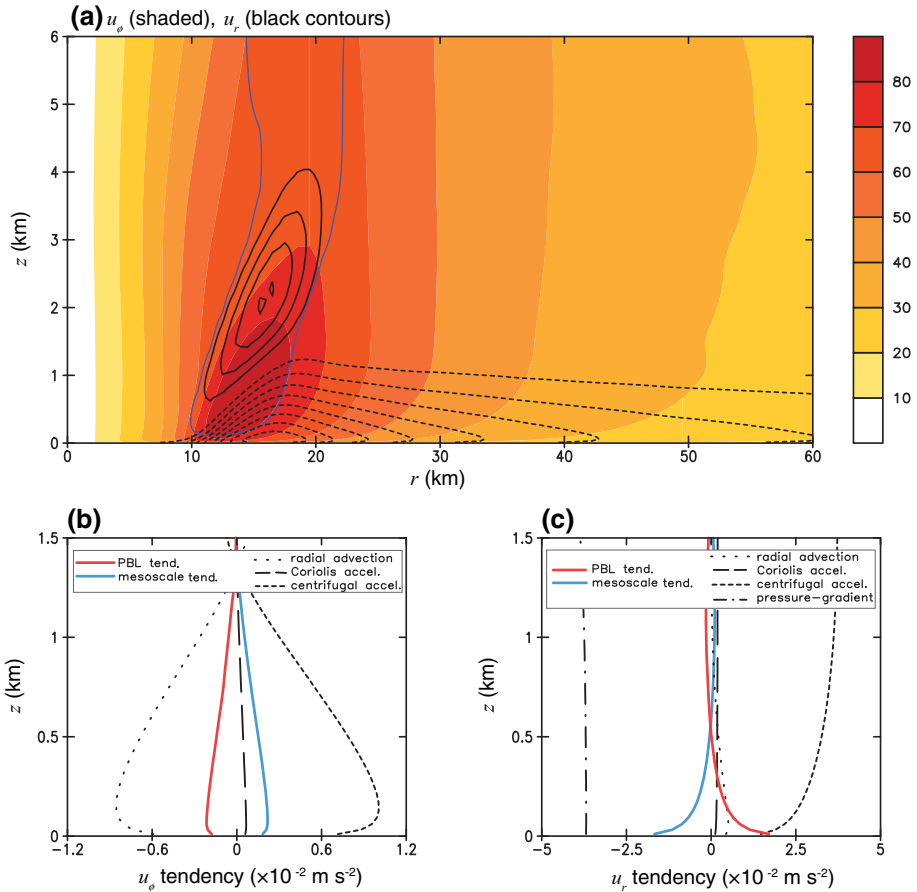 (a) u_ø (shaded), u_r (black contours)
6
5
4
3
2
1
0
z (km)
0 10 20 30 40 50 60
r (km)
80
70
60
50
40
30
20
10
(b)
1.5
1
0.5
0
z (km)
PBL tend.
mesoscale tend.
radial advection
Coriolis accel.
centrifugal accel.
-1.2 -0.6 0 0.6 1.2
u_ø tendency (×10⁻² m s⁻²)
(c)
1.5
1
0.5
0
z (km)
PBL tend.
mesoscale tend.
radial advection
Coriolis accel.
centrifugal accel.
pressure-gradient
-5 -2.5 0 2.5 5
u_r tendency (×10⁻² m s⁻²)